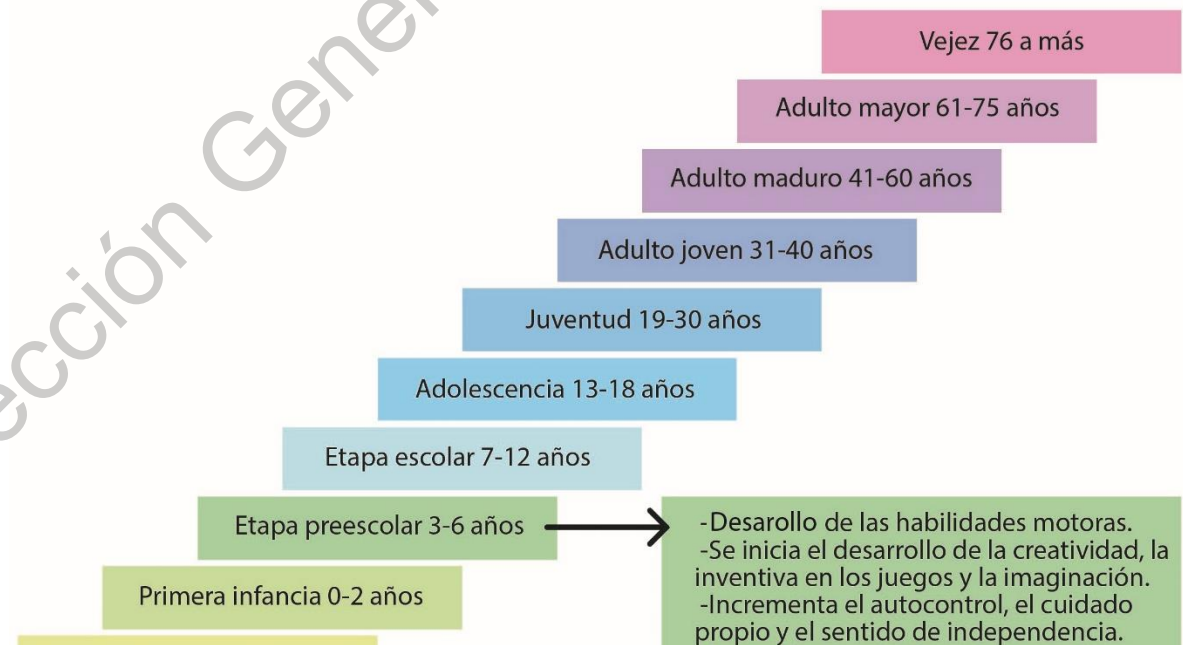 Vejez 76 a más
Adulto mayor 61-75 años
Adulto maduro 41-60 años
Adulto joven 31-40 años
Juventud 19-30 años
Adolescencia 13-18 años
Etapa escolar 7-12 años
Etapa preescolar 3-6 años
-Desarollo de las habilidades motoras.
-Se inicia el desarrollo de la creatividad, la
inventiva en los juegos y la imaginación.
-Incrementa el autocontrol, el cuidado
propio y el sentido de independencia.
Primera infancia 0-2 años